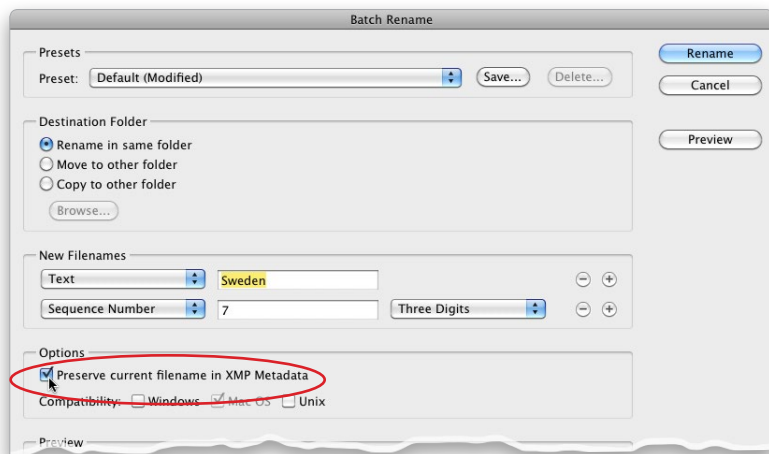 Batch Rename
Presets
Preset: Default (Modified) Save... Delete...
Rename
Cancel
Preview
Destination Folder
Rename in same folder
Move to other folder
Copy to other folder
Browse...
New Filenames
Text Sweden
Sequence Number 7 Three Digits
Options
Preserve current filename in XMP Metadata
Compatibility: Windows Mac OS Unix
Preview